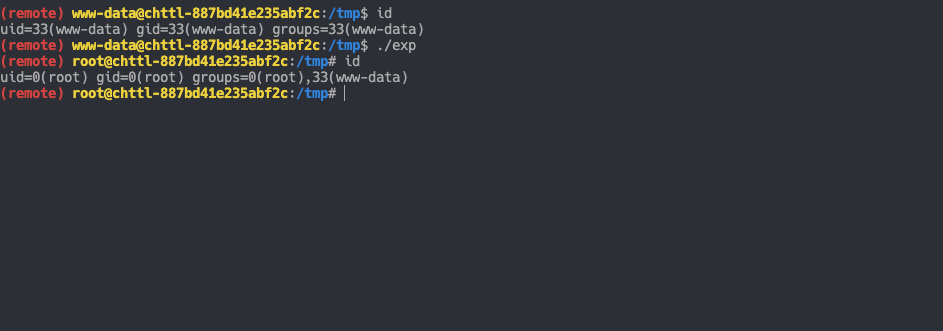 (remote) www-data@chttl-887bd41e235abf2c:/tmp$ id
uid=33(www-data) gid=33(www-data) groups=33(www-data)
(remote) www-data@chttl-887bd41e235abf2c:/tmp$ ./exp
(remote) root@chttl-887bd41e235abf2c:/tmp# id
uid=0(root) gid=0(root) groups=0(root),33(www-data)
(remote) root@chttl-887bd41e235abf2c:/tmp#